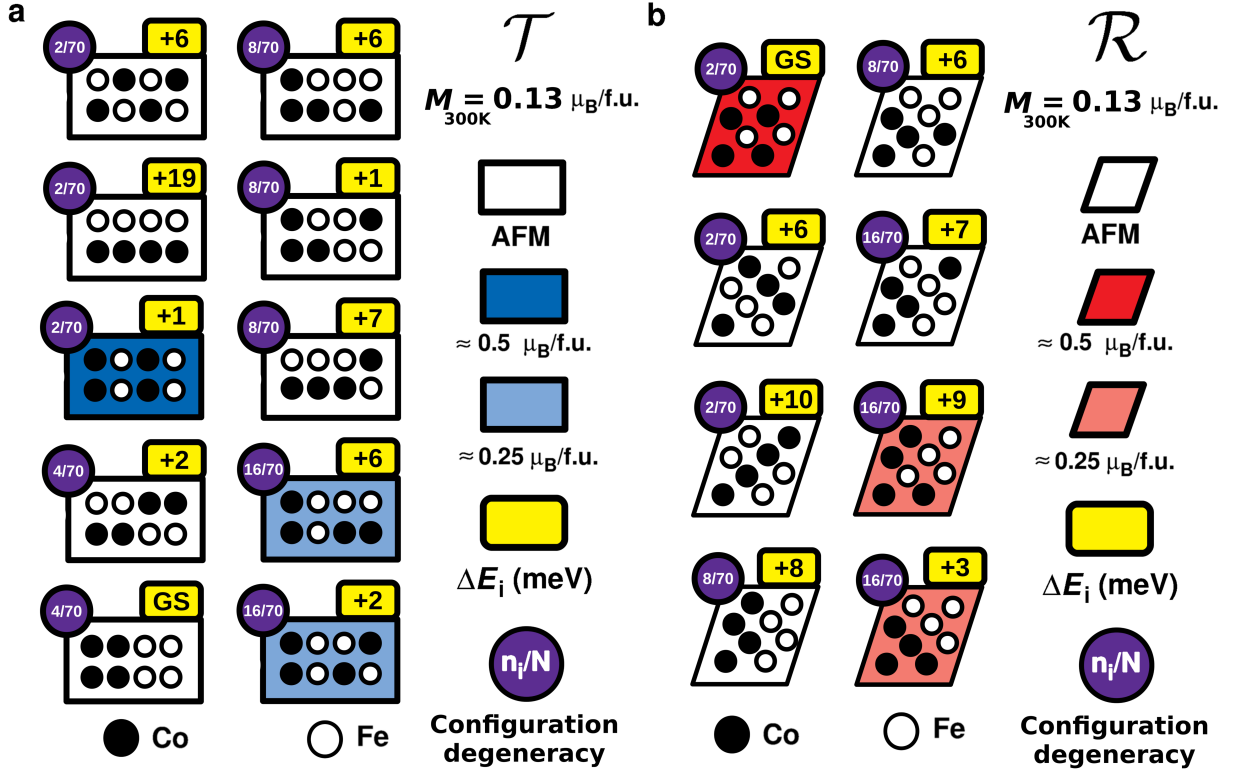 a
2/70 +6 8/70 +6
2/70 +19 8/70 +1
2/70 +1 8/70 +7
4/70 +2 16/70 +6
4/70 GS 16/70 +2
Co Fe
𝒯
M300K = 0.13 μB/f.u.
AFM
≈ 0.5 μB/f.u.
≈ 0.25 μB/f.u.
ΔEi (meV)
ni/N
Configuration
degeneracy
b
2/70 GS 8/70 +6
2/70 +6 16/70 +7
2/70 +10 16/70 +9
8/70 +8 16/70 +3
Co Fe
ℛ
M300K = 0.13 μB/f.u.
AFM
≈ 0.5 μB/f.u.
≈ 0.25 μB/f.u.
ΔEi (meV)
ni/N
Configuration
degeneracy